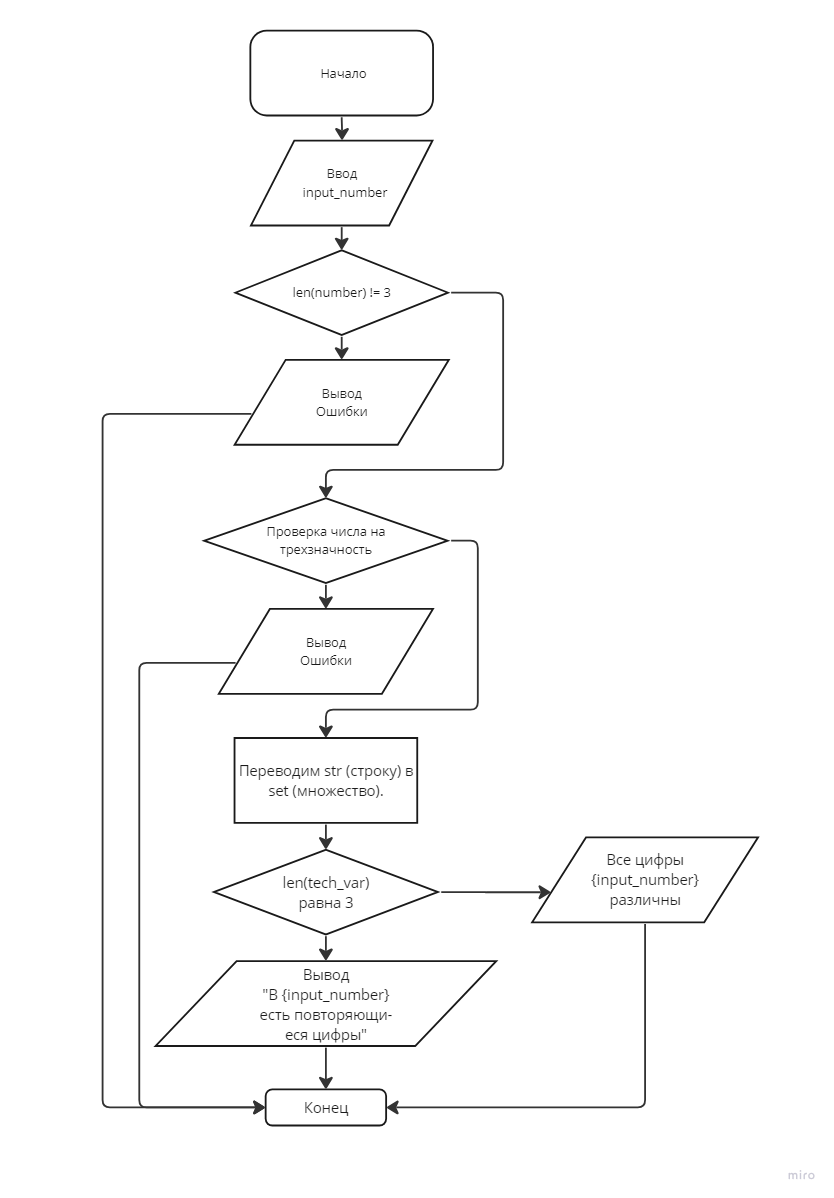 Начало
Ввод
input_number
len(number) != 3
Вывод
Ошибки
Проверка числа на
трехзначность
Вывод
Ошибки
Переводим str (строку) в
set (множество).
len(tech_var)
равна 3
Все цифры
{input_number}
различны
Вывод
"В {input_number}
есть повторяющи-
еся цифры"
Конец
miro